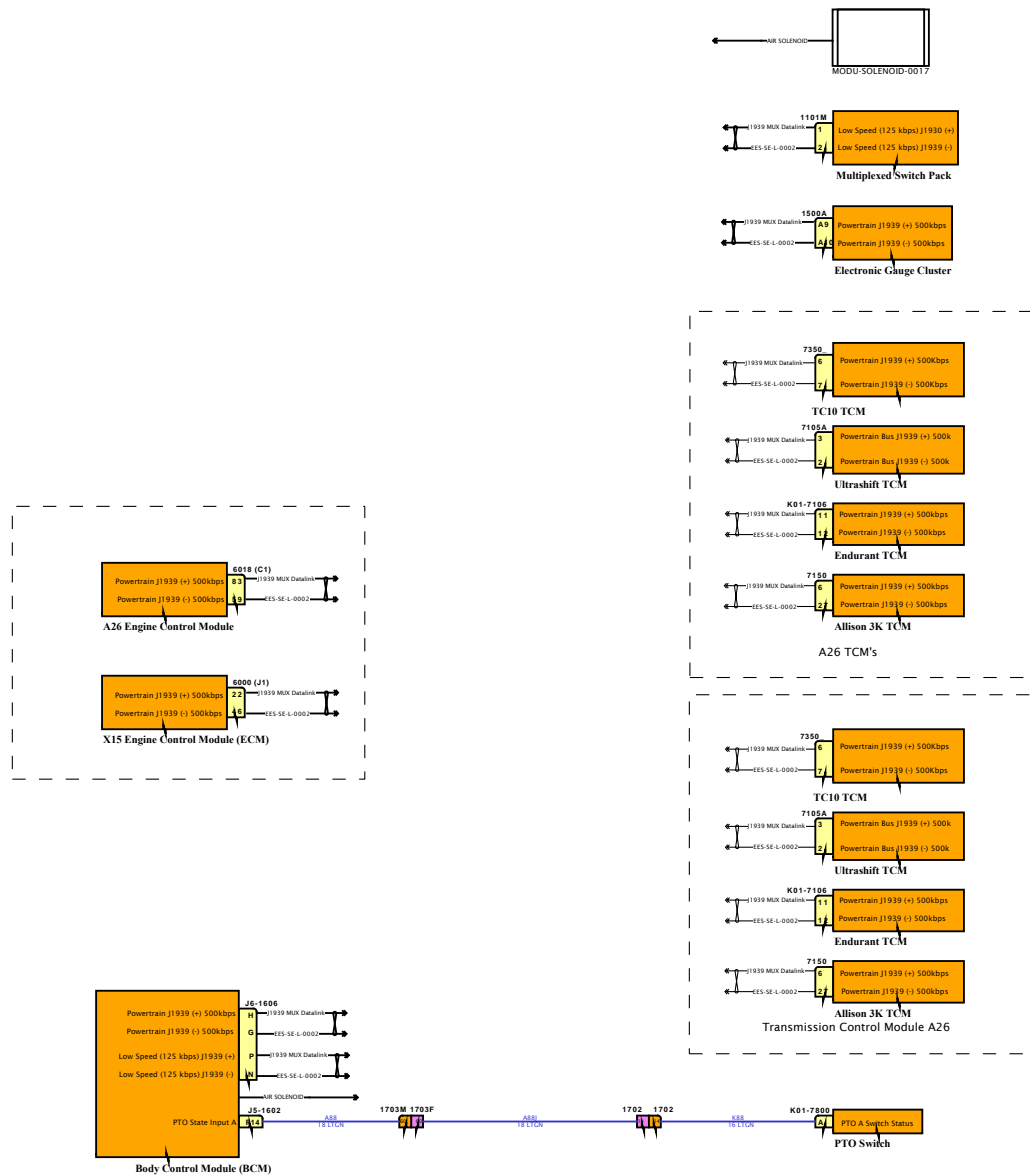 AIR SOLENOID
MODU-SOLENOID-0017
1101M
J1939 MUX Datalink 1 Low Speed (125 kbps) J1930 (+)
EES-SE-L-0002 2 Low Speed (125 kbps) J1939 (-)
Multiplexed Switch Pack
1500A
J1939 MUX Datalink A9 Powertrain J1939 (+) 500kbps
EES-SE-L-0002 A10 Powertrain J1939 (-) 500kbps
Electronic Gauge Cluster
7350_
J1939 MUX Datalink 6 Powertrain J1939 (+) 500Kbps
EES-SE-L-0002 7 Powertrain J1939 (-) 500Kbps
TC10 TCM
7105A
J1939 MUX Datalink 3 Powertrain Bus J1939 (+) 500k
EES-SE-L-0002 2 Powertrain Bus J1939 (-) 500k
Ultrashift TCM
K01-7106
J1939 MUX Datalink 11 Powertrain J1939 (+) 500kbps
EES-SE-L-0002 12 Powertrain J1939 (-) 500kbps
Endurant TCM
7150
J1939 MUX Datalink 6 Powertrain J1939 (+) 500kbps
EES-SE-L-0002 27 Powertrain J1939 (-) 500kbps
Allison 3K TCM
A26 TCM's
6018 (C1)
Powertrain J1939 (+) 500kbps 83 J1939 MUX Datalink
Powertrain J1939 (-) 500kbps 59 EES-SE-L-0002
A26 Engine Control Module
6000 (J1)
Powertrain J1939 (+) 500kbps 22 J1939 MUX Datalink
Powertrain J1939 (-) 500kbps 46 EES-SE-L-0002
X15 Engine Control Module (ECM)
7350_
J1939 MUX Datalink 6 Powertrain J1939 (+) 500Kbps
EES-SE-L-0002 7 Powertrain J1939 (-) 500Kbps
TC10 TCM
7105A
J1939 MUX Datalink 3 Powertrain Bus J1939 (+) 500k
EES-SE-L-0002 2 Powertrain Bus J1939 (-) 500k
Ultrashift TCM
K01-7106
J1939 MUX Datalink 11 Powertrain J1939 (+) 500kbps
EES-SE-L-0002 12 Powertrain J1939 (-) 500kbps
Endurant TCM
7150
J1939 MUX Datalink 6 Powertrain J1939 (+) 500kbps
EES-SE-L-0002 27 Powertrain J1939 (-) 500kbps
Allison 3K TCM
Transmission Control Module A26
J6-1606
Powertrain J1939 (+) 500kbps H J1939 MUX Datalink
Powertrain J1939 (-) 500kbps G EES-SE-L-0002
Low Speed (125 kbps) J1939 (+) P J1939 MUX Datalink
Low Speed (125 kbps) J1939 (-) N EES-SE-L-0002
AIR SOLENOID
J5-1602 1703M 1703F 1702 1702 K01-7800
PTO State Input A A88 A88J K88 A PTO A Switch Status
18 LTGN 18 LTGN 16 LTGN
PTO Switch
Body Control Module (BCM)